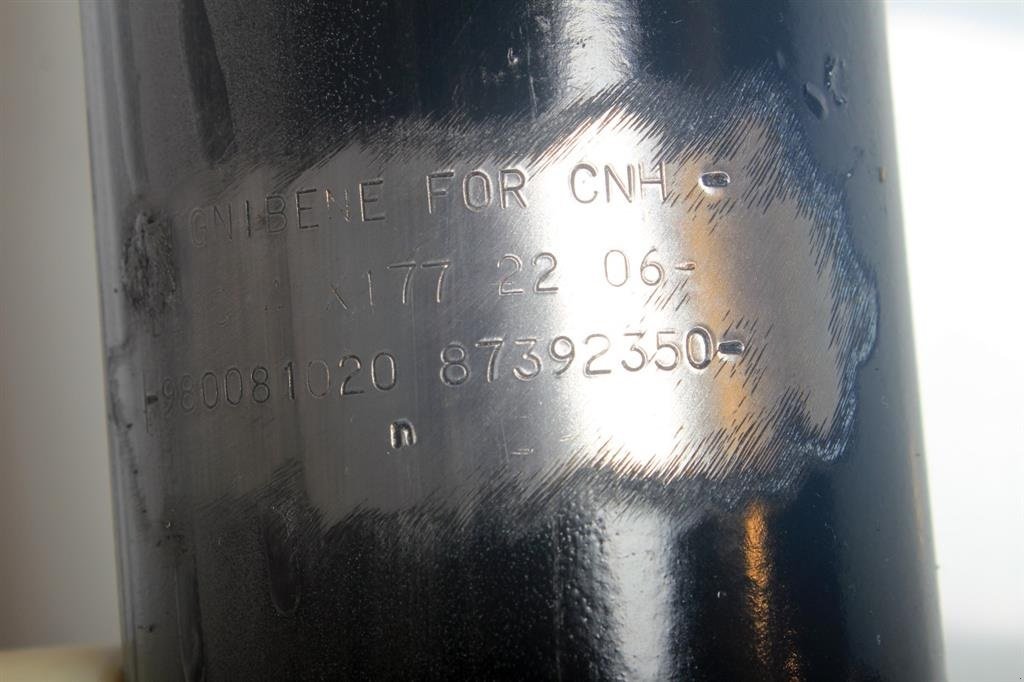 GNIBENE FOR CNH -
X177 22 06-
-980081020 87392350-
n -